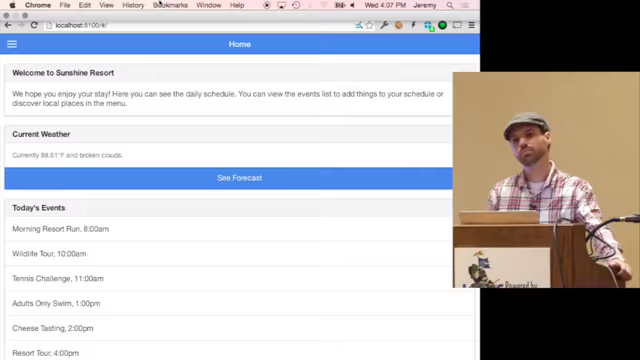 Chrome File Edit View History Bookmarks Window Help Wed 4:07 PM Jeremy
localhost:8100/#/
Home
Welcome to Sunshine Resort
We hope you enjoy your stay! Here you can see the daily schedule. You can view the events list to add things to your schedule or
discover local places in the menu.
Current Weather
Currently 88.61°F and broken clouds.
See Forecast
Today's Events
Morning Resort Run, 8:00am
Wildlife Tour, 10:00am
Tennis Challenge, 11:00am
Adults Only Swim, 1:00pm
Cheese Tasting, 2:00pm
Resort Tour, 4:00pm
Powered by